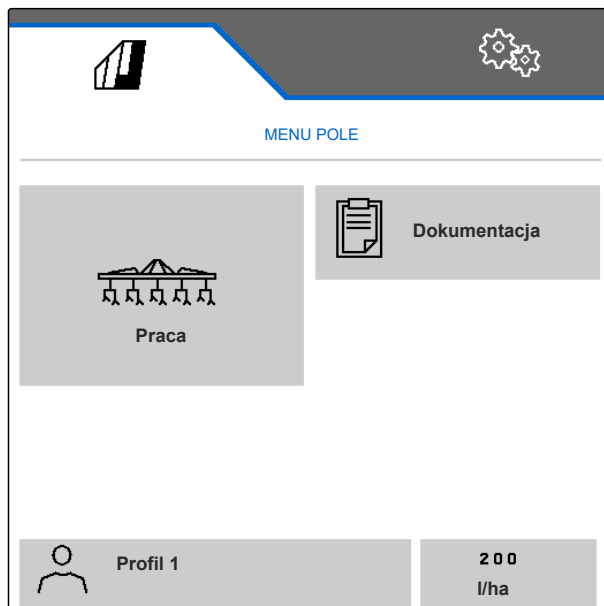 MENU POLE
Dokumentacja
Praca
Profil 1
200
l/ha